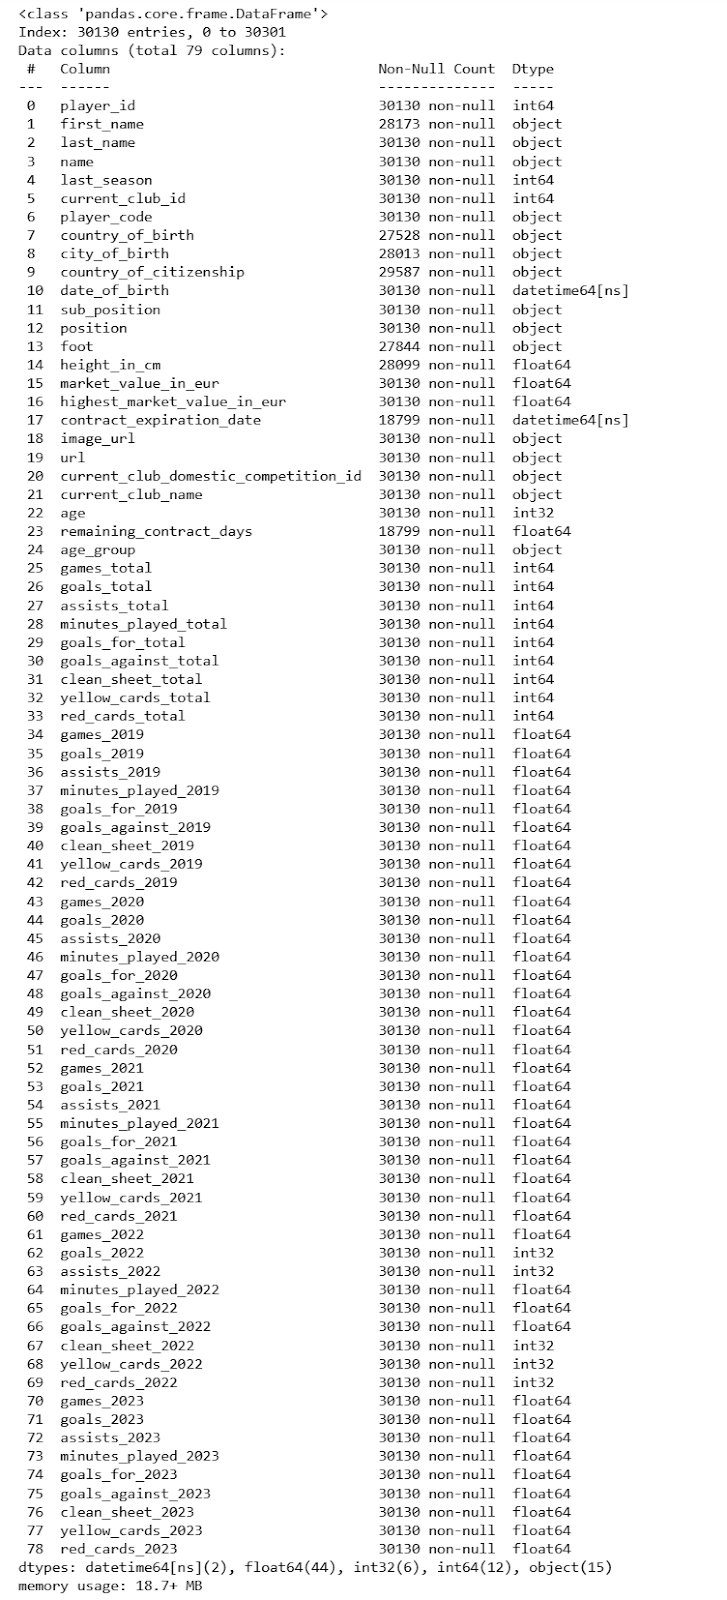 <class 'pandas.core.frame.DataFrame'>
Index: 30130 entries, 0 to 30301
Data columns (total 79 columns):
 #   Column                               Non-Null Count  Dtype
---  ------                               --------------  -----
 0   player_id                            30130 non-null  int64
 1   first_name                           28173 non-null  object
 2   last_name                            30130 non-null  object
 3   name                                 30130 non-null  object
 4   last_season                          30130 non-null  int64
 5   current_club_id                      30130 non-null  int64
 6   player_code                          30130 non-null  object
 7   country_of_birth                     27528 non-null  object
 8   city_of_birth                        28013 non-null  object
 9   country_of_citizenship               29587 non-null  object
 10  date_of_birth                        30130 non-null  datetime64[ns]
 11  sub_position                         30130 non-null  object
 12  position                             30130 non-null  object
 13  foot                                 27844 non-null  object
 14  height_in_cm                         28099 non-null  float64
 15  market_value_in_eur                  30130 non-null  float64
 16  highest_market_value_in_eur          30130 non-null  float64
 17  contract_expiration_date             18799 non-null  datetime64[ns]
 18  image_url                            30130 non-null  object
 19  url                                  30130 non-null  object
 20  current_club_domestic_competition_id  30130 non-null  object
 21  current_club_name                    30130 non-null  object
 22  age                                  30130 non-null  int32
 23  remaining_contract_days              18799 non-null  float64
 24  age_group                            30130 non-null  object
 25  games_total                          30130 non-null  int64
 26  goals_total                          30130 non-null  int64
 27  assists_total                        30130 non-null  int64
 28  minutes_played_total                 30130 non-null  int64
 29  goals_for_total                      30130 non-null  int64
 30  goals_against_total                  30130 non-null  int64
 31  clean_sheet_total                    30130 non-null  int64
 32  yellow_cards_total                   30130 non-null  int64
 33  red_cards_total                      30130 non-null  int64
 34  games_2019                           30130 non-null  float64
 35  goals_2019                           30130 non-null  float64
 36  assists_2019                         30130 non-null  float64
 37  minutes_played_2019                  30130 non-null  float64
 38  goals_for_2019                       30130 non-null  float64
 39  goals_against_2019                   30130 non-null  float64
 40  clean_sheet_2019                     30130 non-null  float64
 41  yellow_cards_2019                    30130 non-null  float64
 42  red_cards_2019                       30130 non-null  float64
 43  games_2020                           30130 non-null  float64
 44  goals_2020                           30130 non-null  float64
 45  assists_2020                         30130 non-null  float64
 46  minutes_played_2020                  30130 non-null  float64
 47  goals_for_2020                       30130 non-null  float64
 48  goals_against_2020                   30130 non-null  float64
 49  clean_sheet_2020                     30130 non-null  float64
 50  yellow_cards_2020                    30130 non-null  float64
 51  red_cards_2020                       30130 non-null  float64
 52  games_2021                           30130 non-null  float64
 53  goals_2021                           30130 non-null  float64
 54  assists_2021                         30130 non-null  float64
 55  minutes_played_2021                  30130 non-null  float64
 56  goals_for_2021                       30130 non-null  float64
 57  goals_against_2021                   30130 non-null  float64
 58  clean_sheet_2021                     30130 non-null  float64
 59  yellow_cards_2021                    30130 non-null  float64
 60  red_cards_2021                       30130 non-null  float64
 61  games_2022                           30130 non-null  float64
 62  goals_2022                           30130 non-null  int32
 63  assists_2022                         30130 non-null  int32
 64  minutes_played_2022                  30130 non-null  float64
 65  goals_for_2022                       30130 non-null  float64
 66  goals_against_2022                   30130 non-null  float64
 67  clean_sheet_2022                     30130 non-null  int32
 68  yellow_cards_2022                    30130 non-null  int32
 69  red_cards_2022                       30130 non-null  int32
 70  games_2023                           30130 non-null  float64
 71  goals_2023                           30130 non-null  float64
 72  assists_2023                         30130 non-null  float64
 73  minutes_played_2023                  30130 non-null  float64
 74  goals_for_2023                       30130 non-null  float64
 75  goals_against_2023                   30130 non-null  float64
 76  clean_sheet_2023                     30130 non-null  float64
 77  yellow_cards_2023                    30130 non-null  float64
 78  red_cards_2023                       30130 non-null  float64
dtypes: datetime64[ns](2), float64(44), int32(6), int64(12), object(15)
memory usage: 18.7+ MB